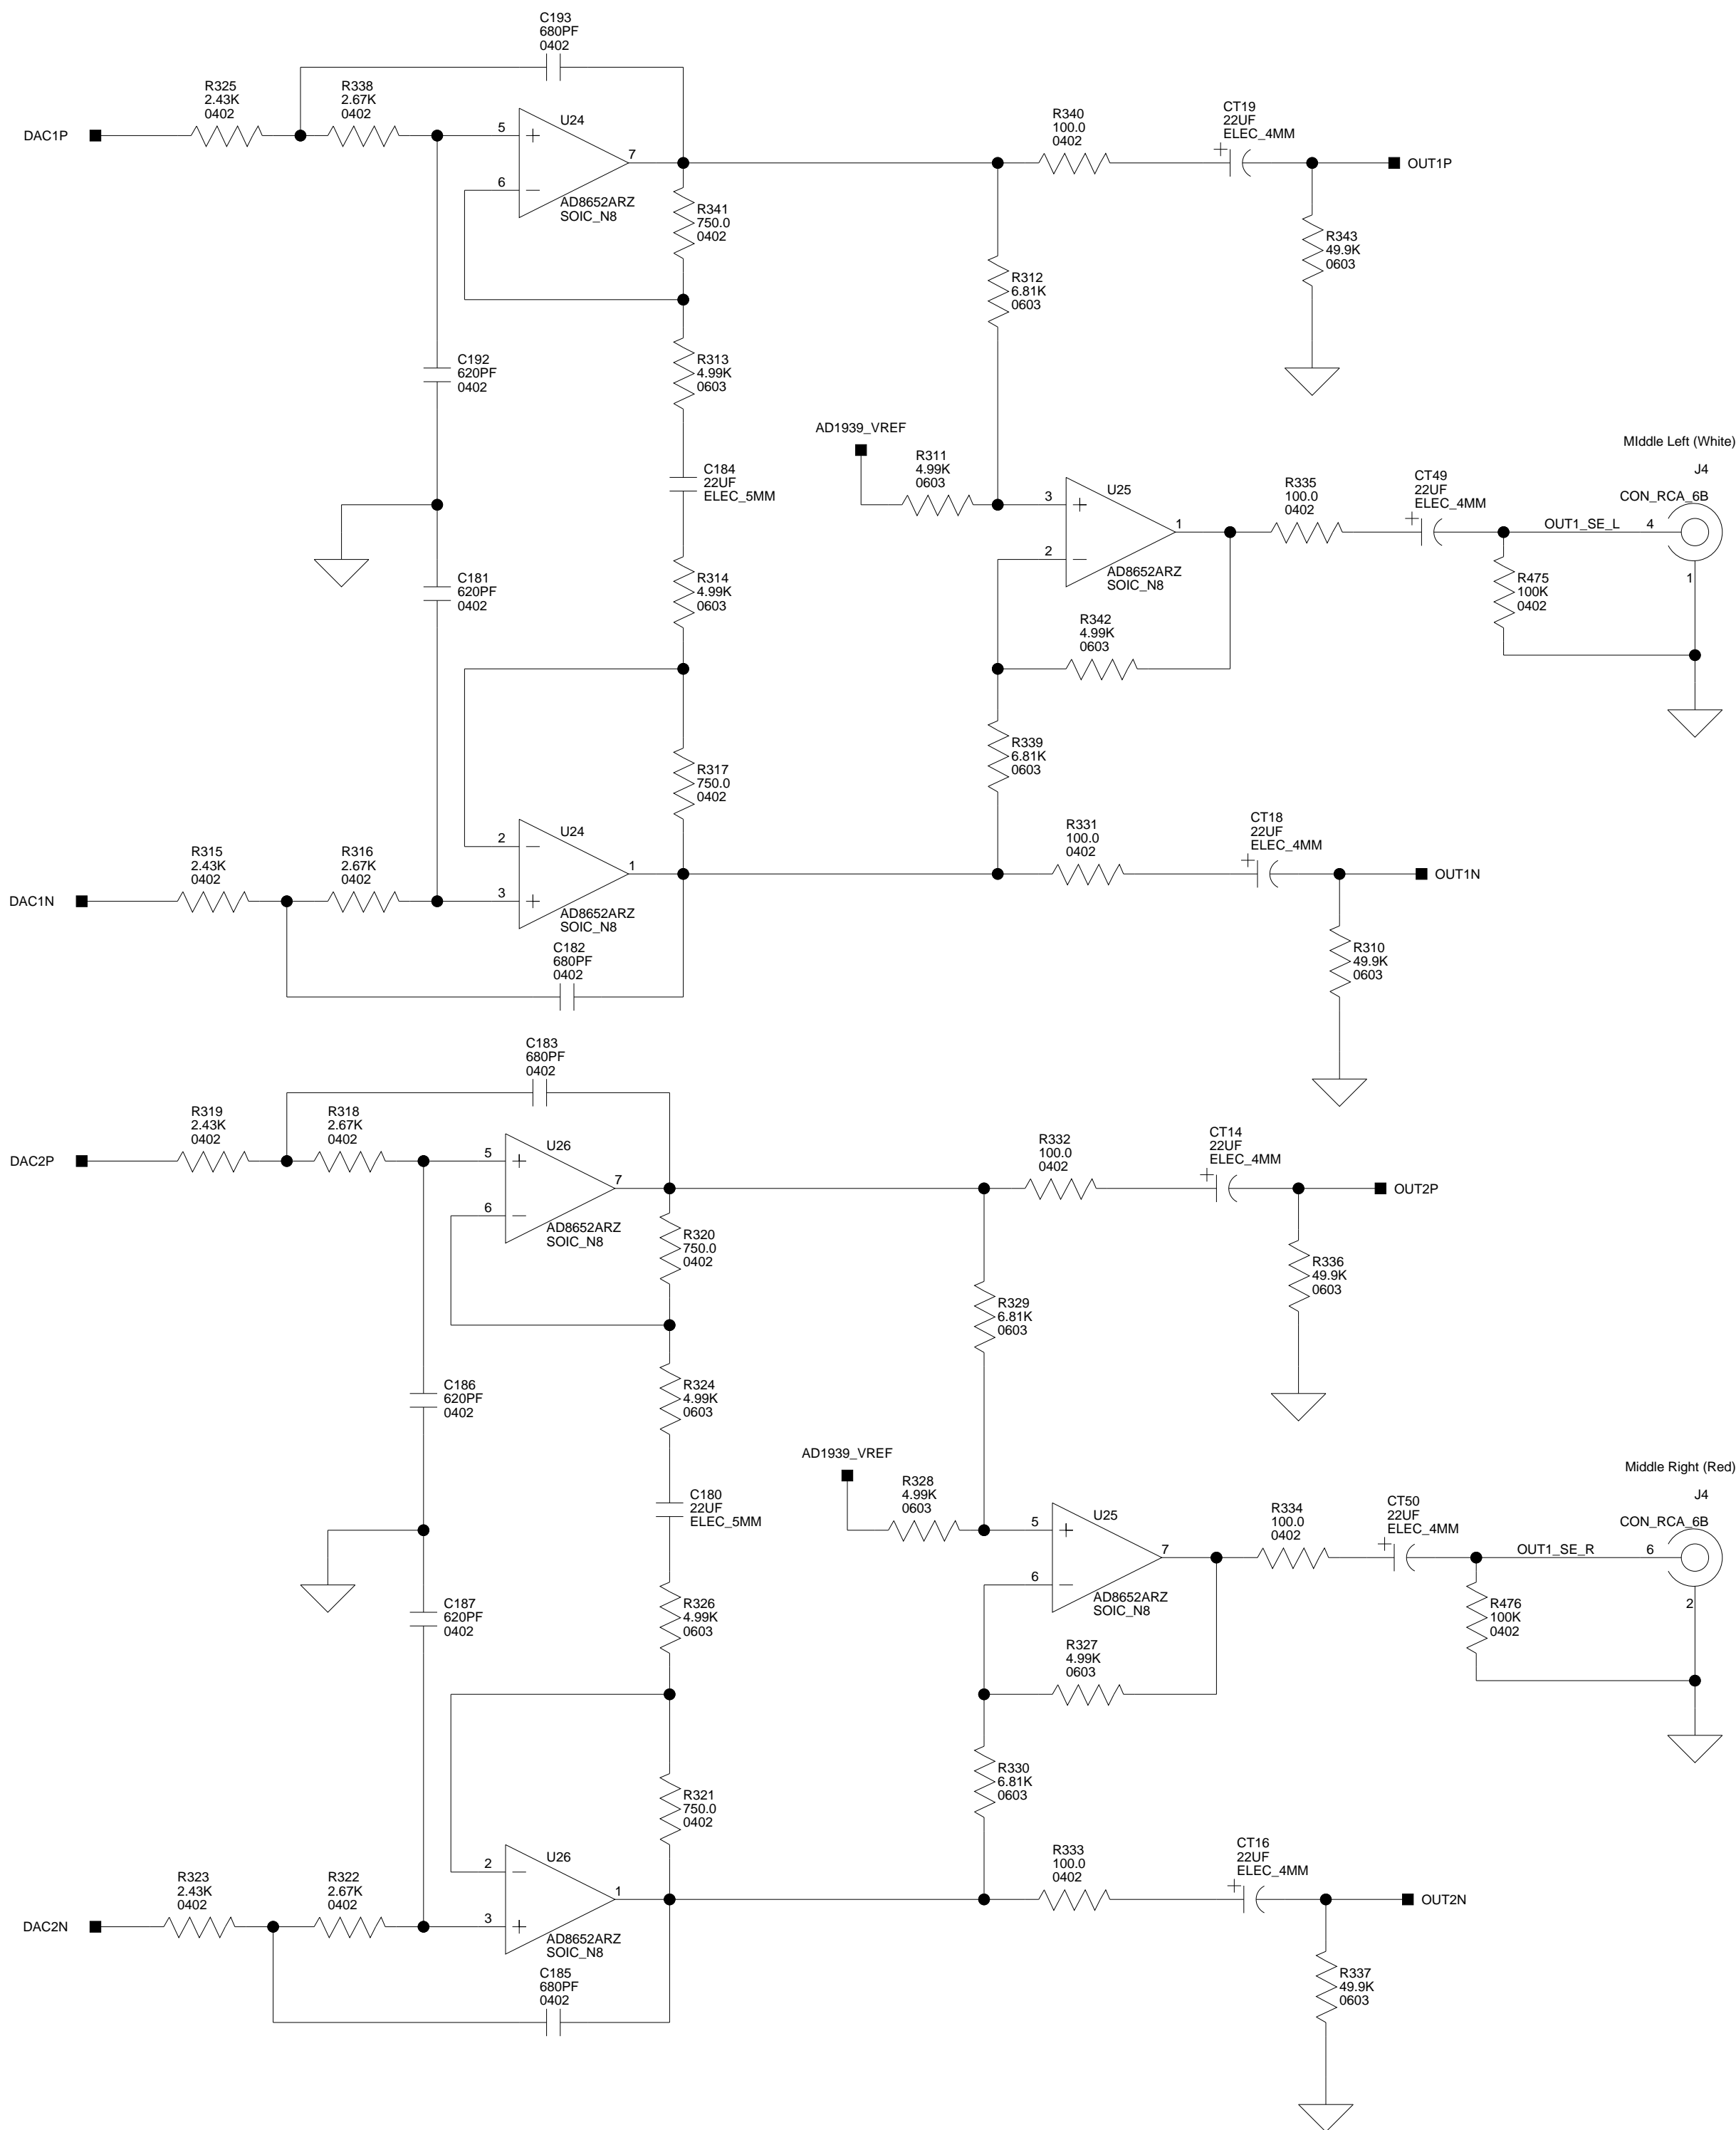 C193
680PF
0402
R325
2.43K
0402
R338
2.67K
0402
DAC1P
5
6
7
U24
AD8652ARZ
SOIC_N8
R341
750.0
0402
R340
100.0
0402
CT19
22UF
ELEC_4MM
+
OUT1P
R343
49.9K
0603
R312
6.81K
0603
C192
620PF
0402
R313
4.99K
0603
AD1939_VREF
R311
4.99K
0603
C184
22UF
ELEC_5MM
3
2
1
U25
AD8652ARZ
SOIC_N8
R335
100.0
0402
CT49
22UF
ELEC_4MM
+
MIddle Left (White)
J4
CON_RCA_6B
OUT1_SE_L
4
1
R475
100K
0402
C181
620PF
0402
R314
4.99K
0603
R342
4.99K
0603
R317
750.0
0402
R339
6.81K
0603
DAC1N
R315
2.43K
0402
R316
2.67K
0402
2
3
1
U24
AD8652ARZ
SOIC_N8
C182
680PF
0402
R331
100.0
0402
CT18
22UF
ELEC_4MM
+
OUT1N
R310
49.9K
0603
C183
680PF
0402
R319
2.43K
0402
R318
2.67K
0402
DAC2P
5
6
7
U26
AD8652ARZ
SOIC_N8
R320
750.0
0402
R332
100.0
0402
CT14
22UF
ELEC_4MM
+
OUT2P
R336
49.9K
0603
R329
6.81K
0603
C186
620PF
0402
R324
4.99K
0603
AD1939_VREF
R328
4.99K
0603
C180
22UF
ELEC_5MM
5
6
7
U25
AD8652ARZ
SOIC_N8
R334
100.0
0402
CT50
22UF
ELEC_4MM
+
Middle Right (Red)
J4
CON_RCA_6B
OUT1_SE_R
6
2
R476
100K
0402
C187
620PF
0402
R326
4.99K
0603
R327
4.99K
0603
R321
750.0
0402
R330
6.81K
0603
DAC2N
R323
2.43K
0402
R322
2.67K
0402
2
3
1
U26
AD8652ARZ
SOIC_N8
C185
680PF
0402
R333
100.0
0402
CT16
22UF
ELEC_4MM
+
OUT2N
R337
49.9K
0603